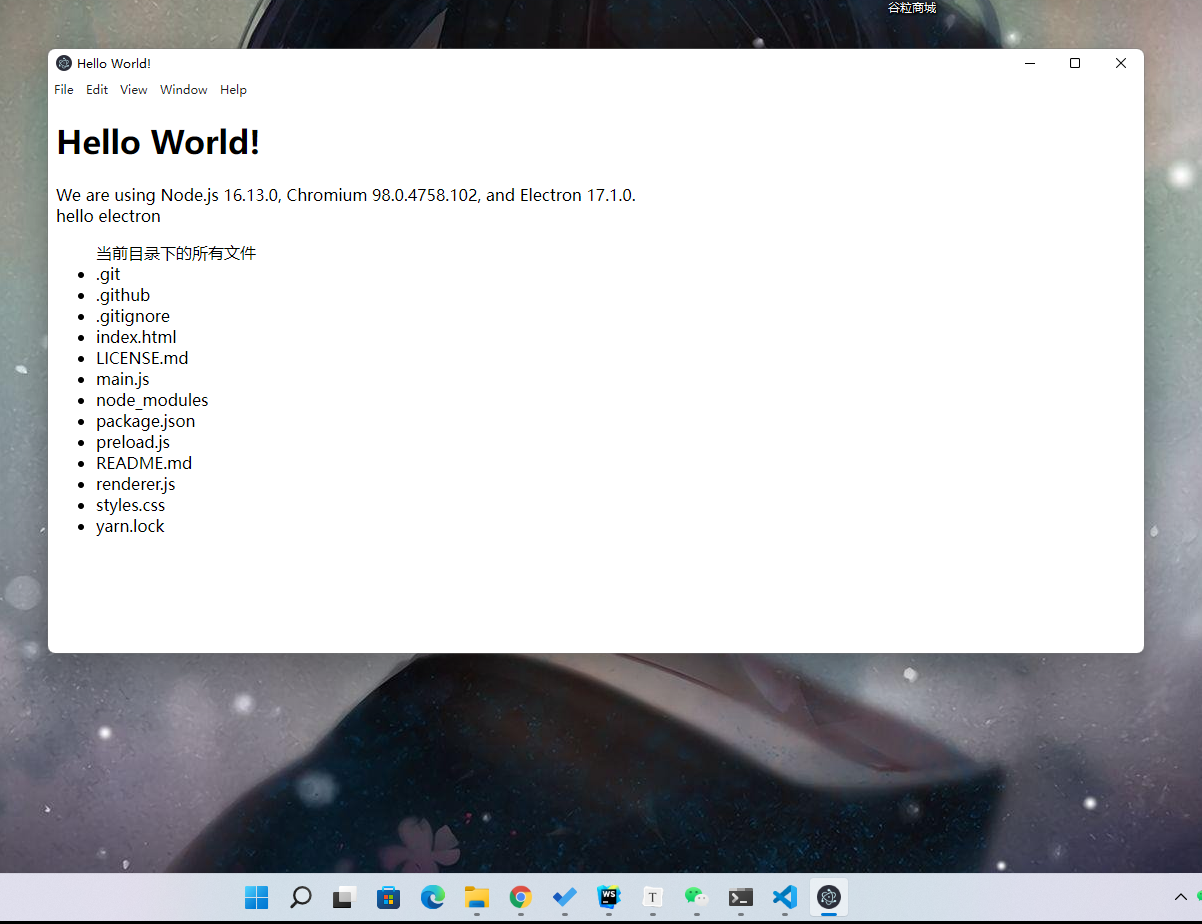 谷粒商城
Hello World!
File Edit View Window Help
Hello World!
We are using Node.js 16.13.0, Chromium 98.0.4758.102, and Electron 17.1.0.
hello electron
当前目录下的所有文件
.git
.github
.gitignore
index.html
LICENSE.md
main.js
node_modules
package.json
preload.js
README.md
renderer.js
styles.css
yarn.lock
WS
T